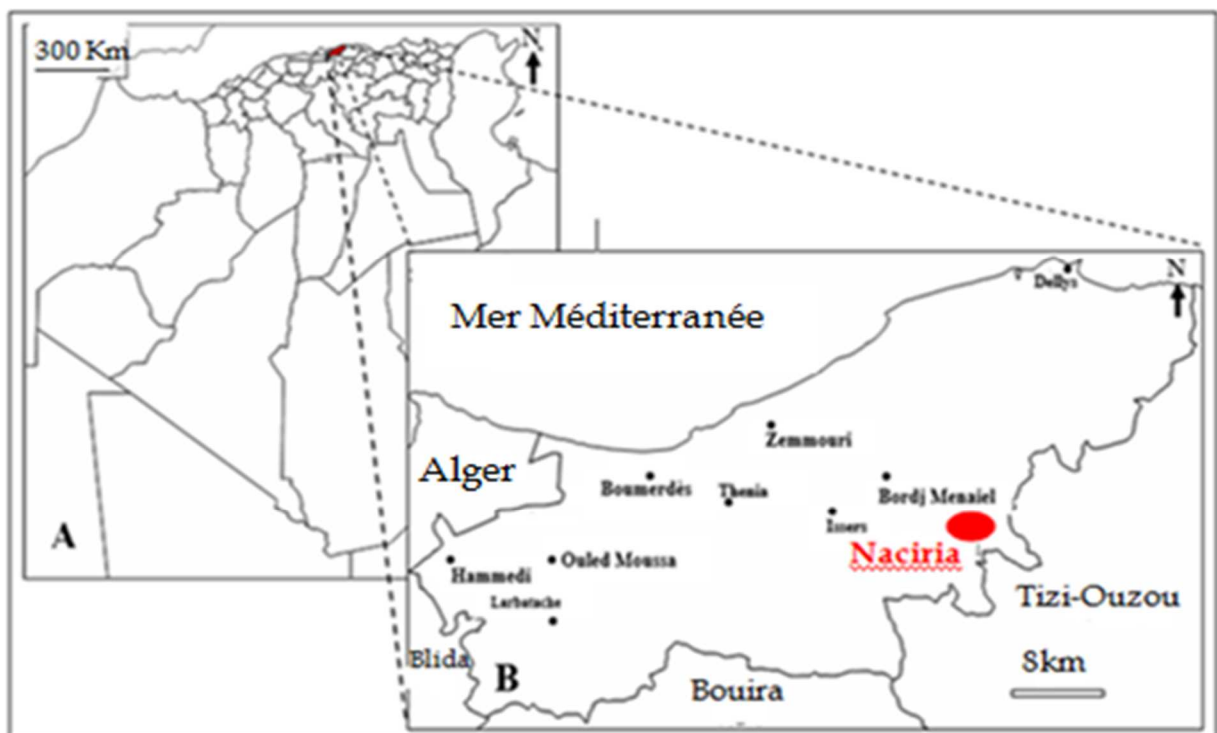 300 Km
N
A
Mer Méditerranée
Dellys
N
Zemmouri
Alger
Boumerdès
Thenia
Bordj Menaiel
Issers
Naciria
Ouled Moussa
Hammedi
Larbatache
Tizi-Ouzou
Blida
B
Bouira
8km